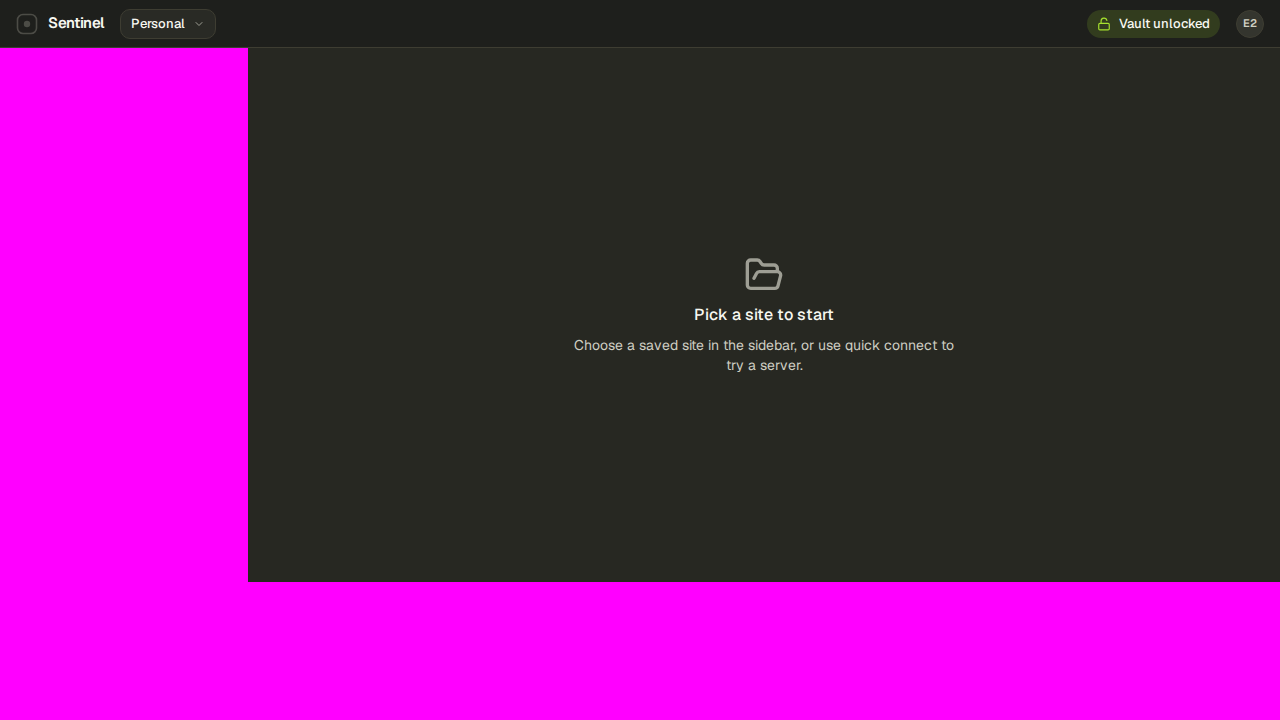 Sentinel
Personal
Vault unlocked
E2
Pick a site to start
Choose a saved site in the sidebar, or use quick connect to
try a server.